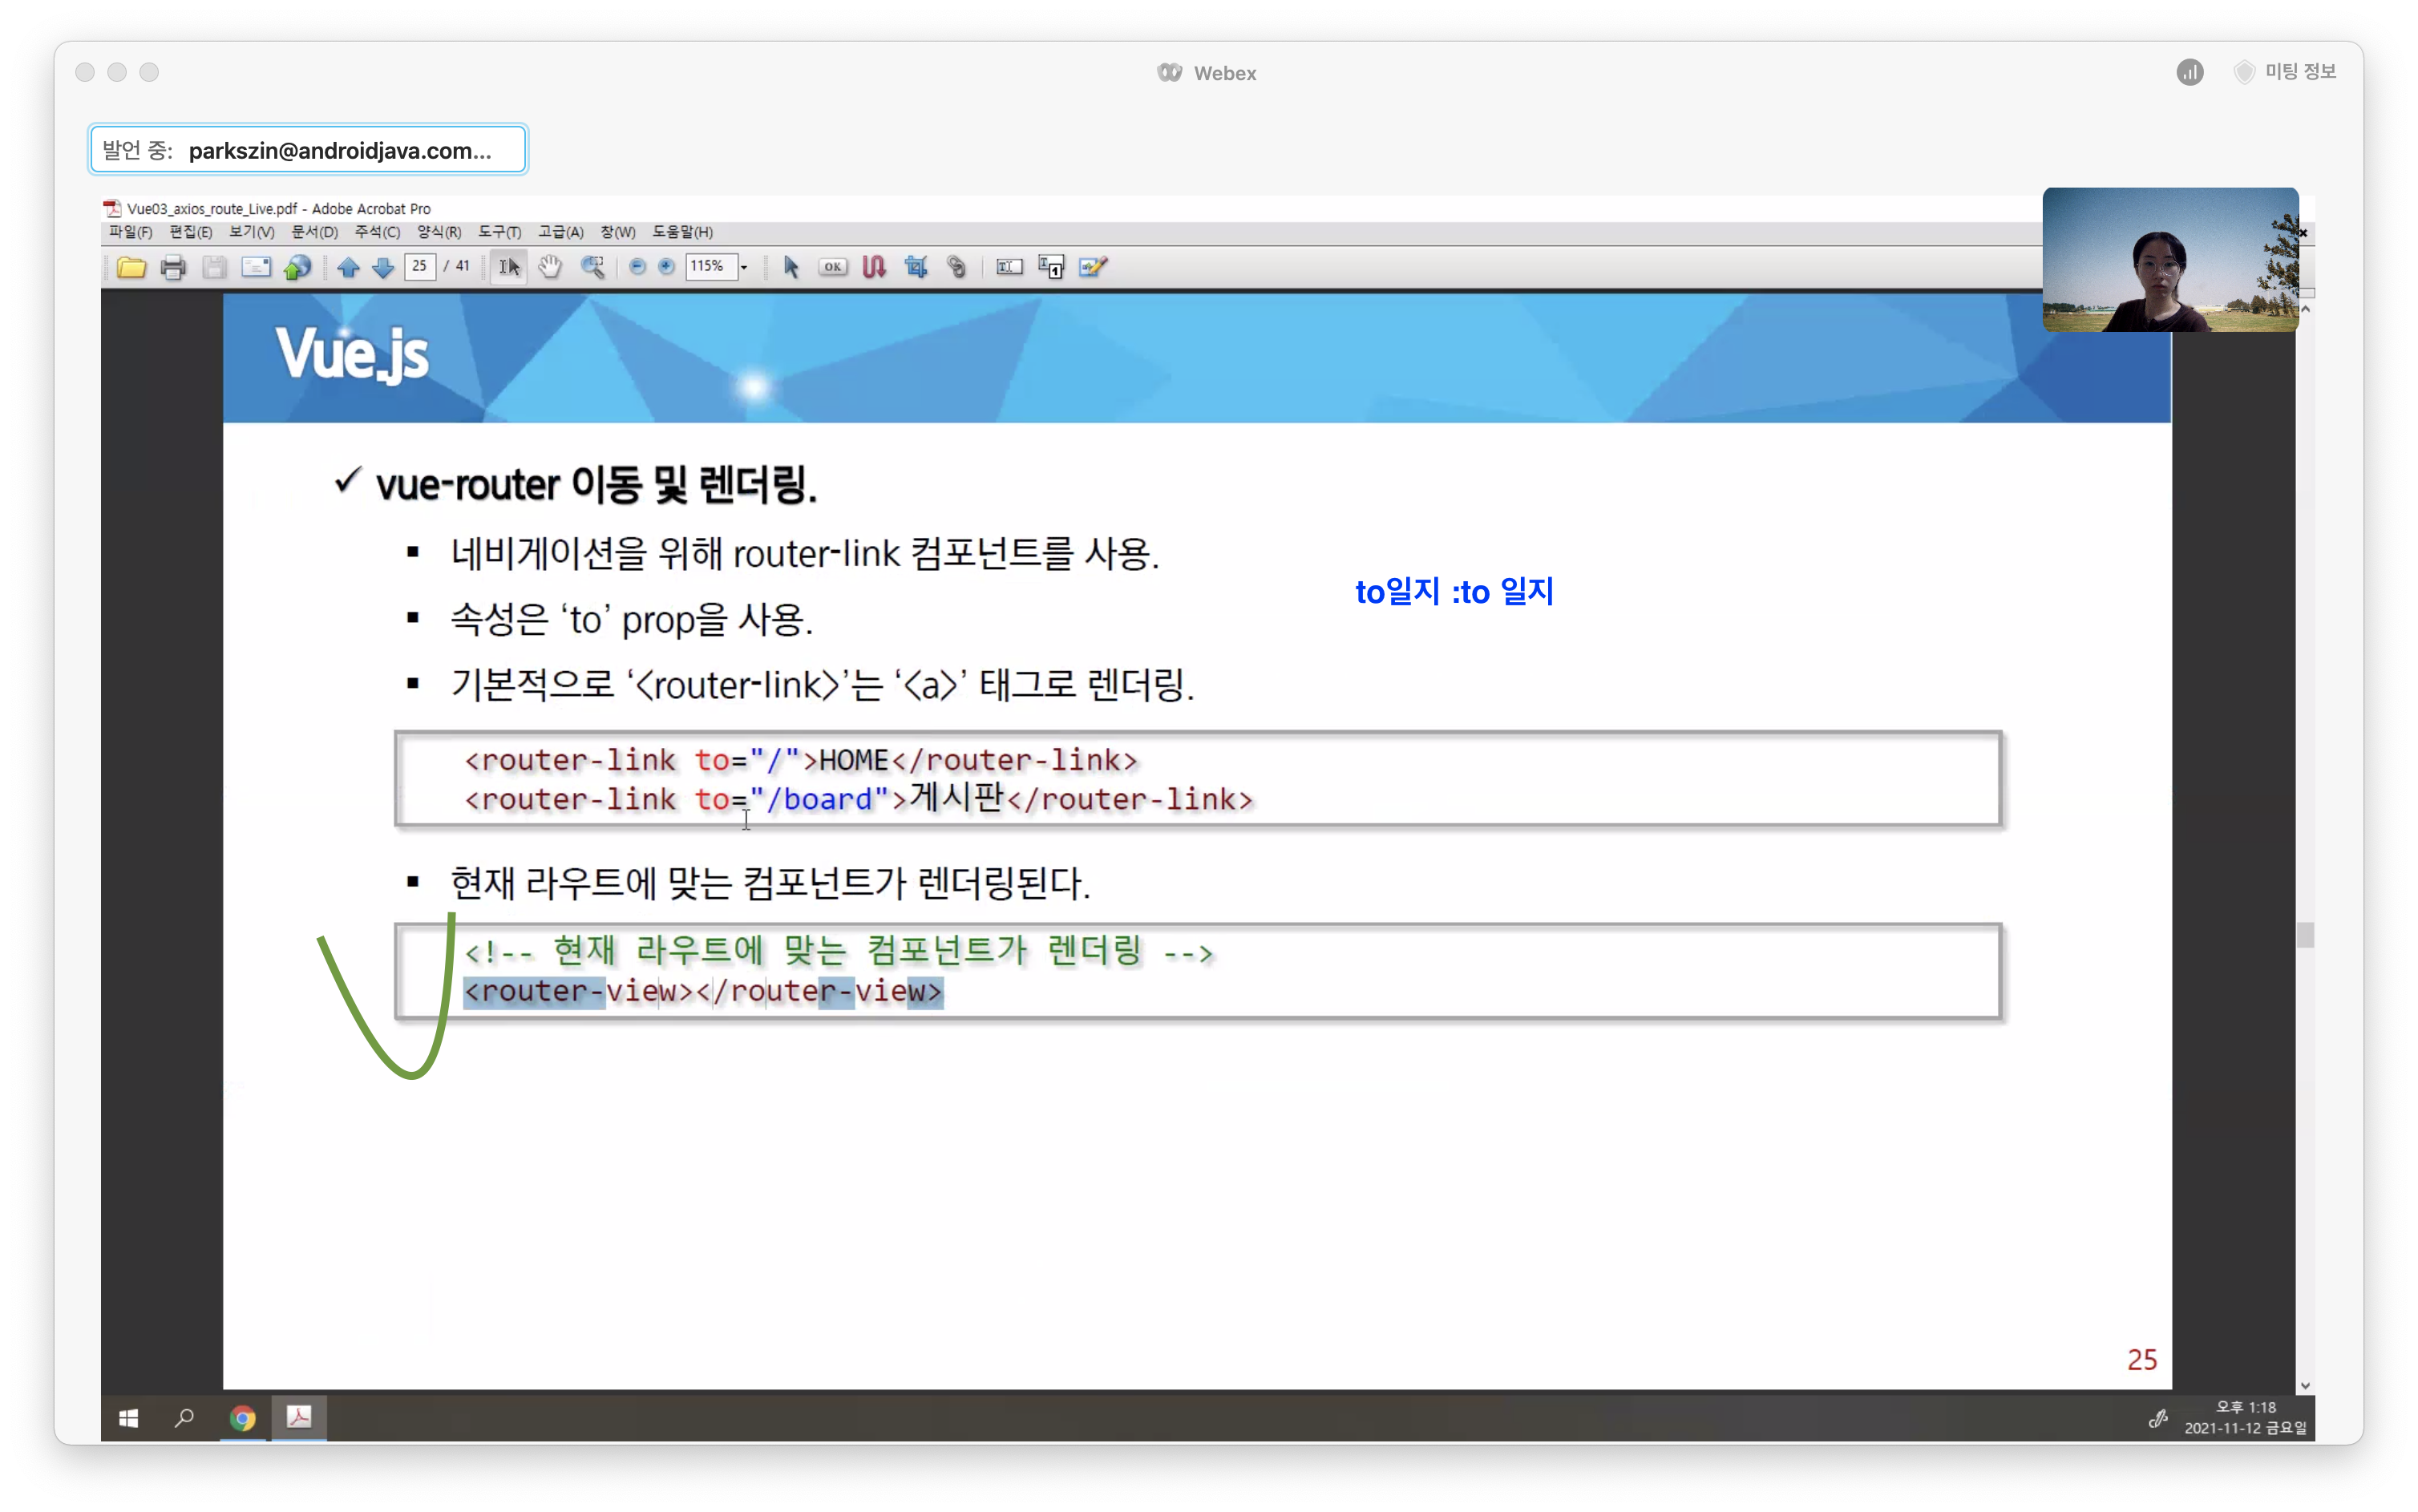 Webex
미팅 정보
발언 중: parkszin@androidjava.com...
Vue03_axios_route_Live.pdf - Adobe Acrobat Pro
파일(F) 편집(E) 보기(V) 문서(D) 주석(C) 양식(R) 도구(T) 고급(A) 창(W) 도움말(H)
25 / 41 OK 115%
Vue.js
✓ vue-router 이동 및 렌더링.
▪ 네비게이션을 위해 router-link 컴포넌트를 사용.
to일지 :to 일지
▪ 속성은 ‘to’ prop을 사용.
▪ 기본적으로 ‘<router-link>’는 ‘<a>’ 태그로 렌더링.
<router-link to="/">HOME</router-link>
<router-link to="/board">게시판</router-link>
▪ 현재 라우트에 맞는 컴포넌트가 렌더링된다.
<!-- 현재 라우트에 맞는 컴포넌트가 렌더링 -->
<router-view></router-view>
25
오후 1:18
2021-11-12 금요일